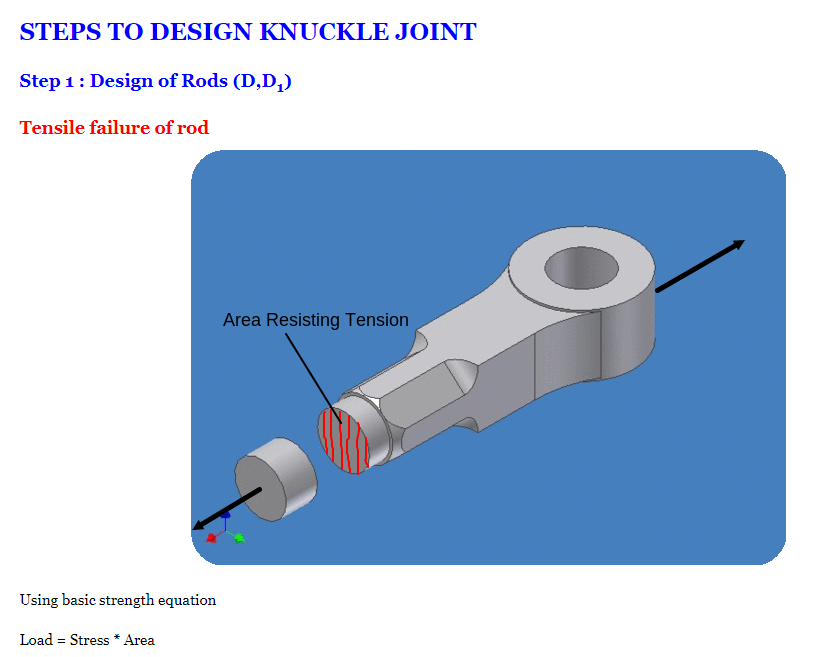 STEPS TO DESIGN KNUCKLE JOINT
Step 1 : Design of Rods (D,D₁)
Tensile failure of rod
Area Resisting Tension
Using basic strength equation
Load = Stress * Area